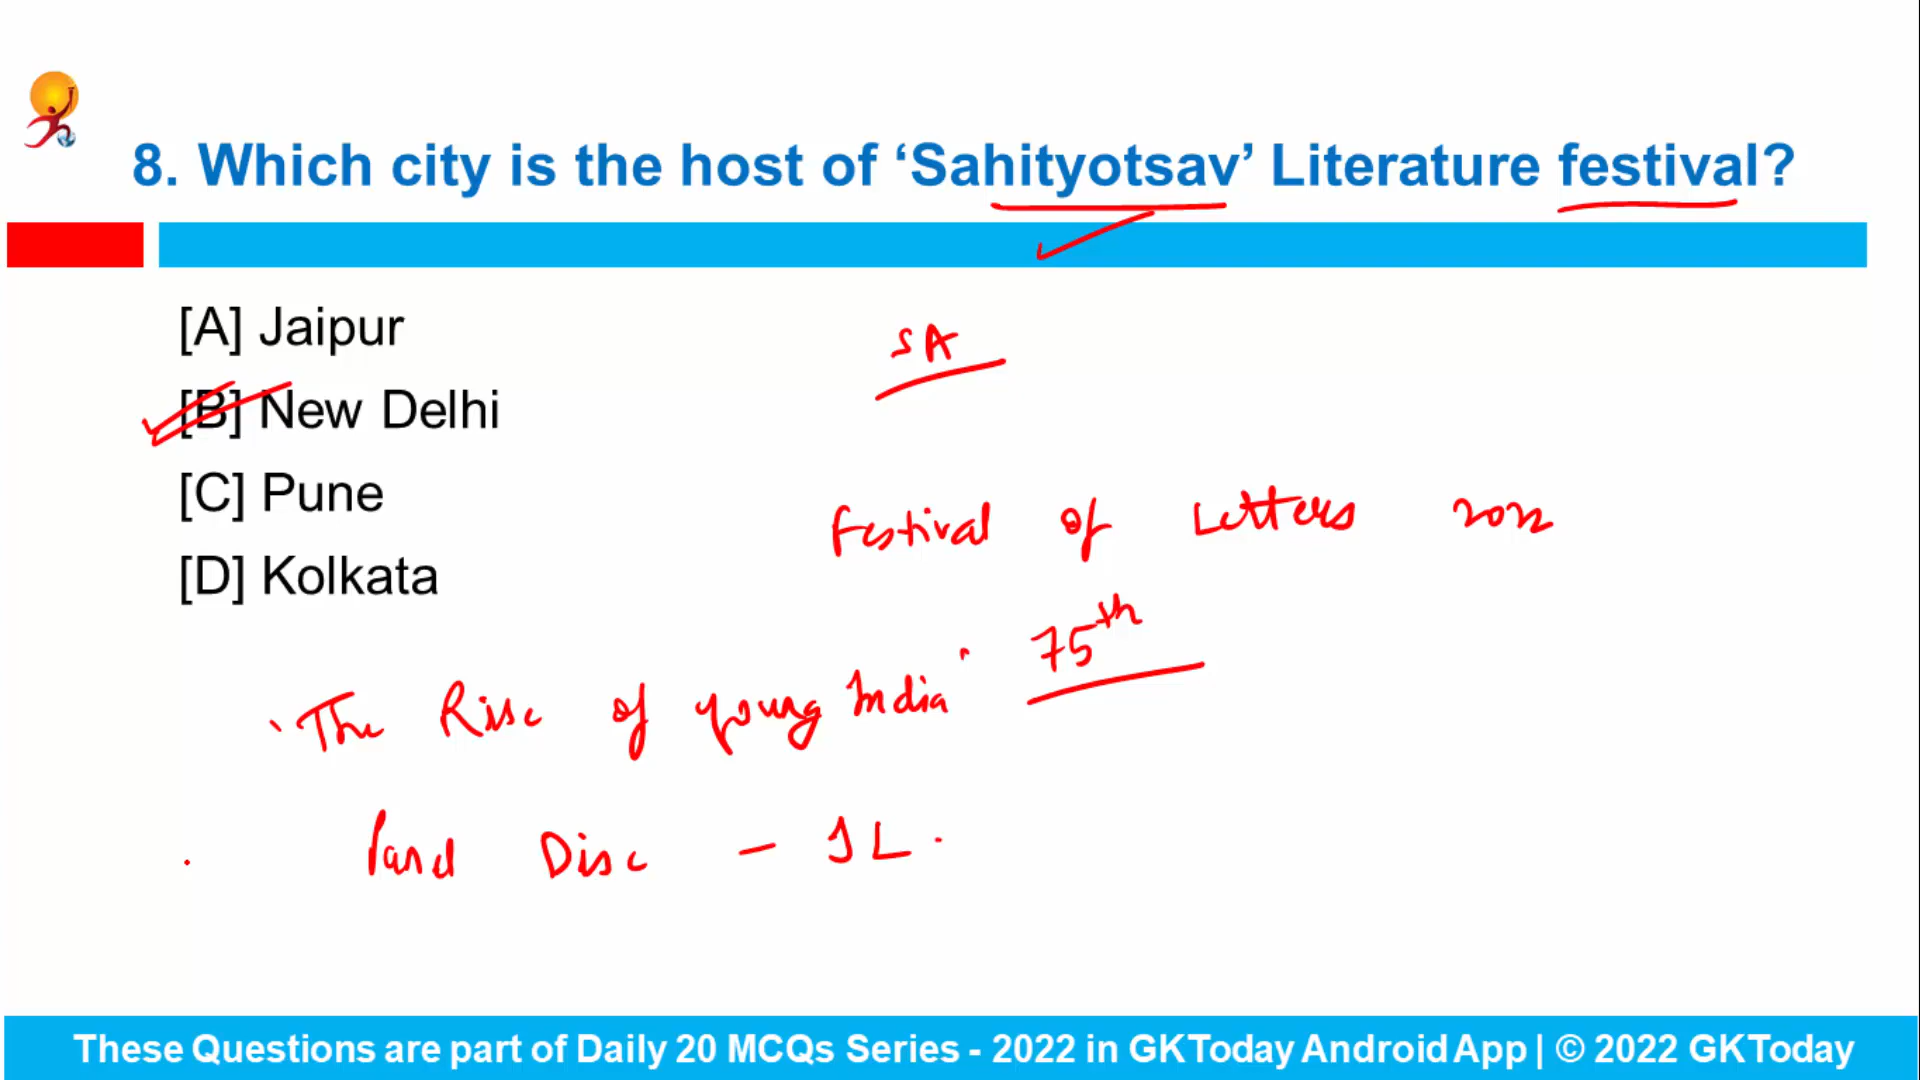 8. Which city is the host of ‘Sahityotsav’ Literature festival?
[A] Jaipur
SA
[B] New Delhi
[C] Pune
Festival of Letters 2022
[D] Kolkata
75th
"The Rise of young India"
Panel Disc - IL.
These Questions are part of Daily 20 MCQs Series - 2022 in GKToday Android App | © 2022 GKToday